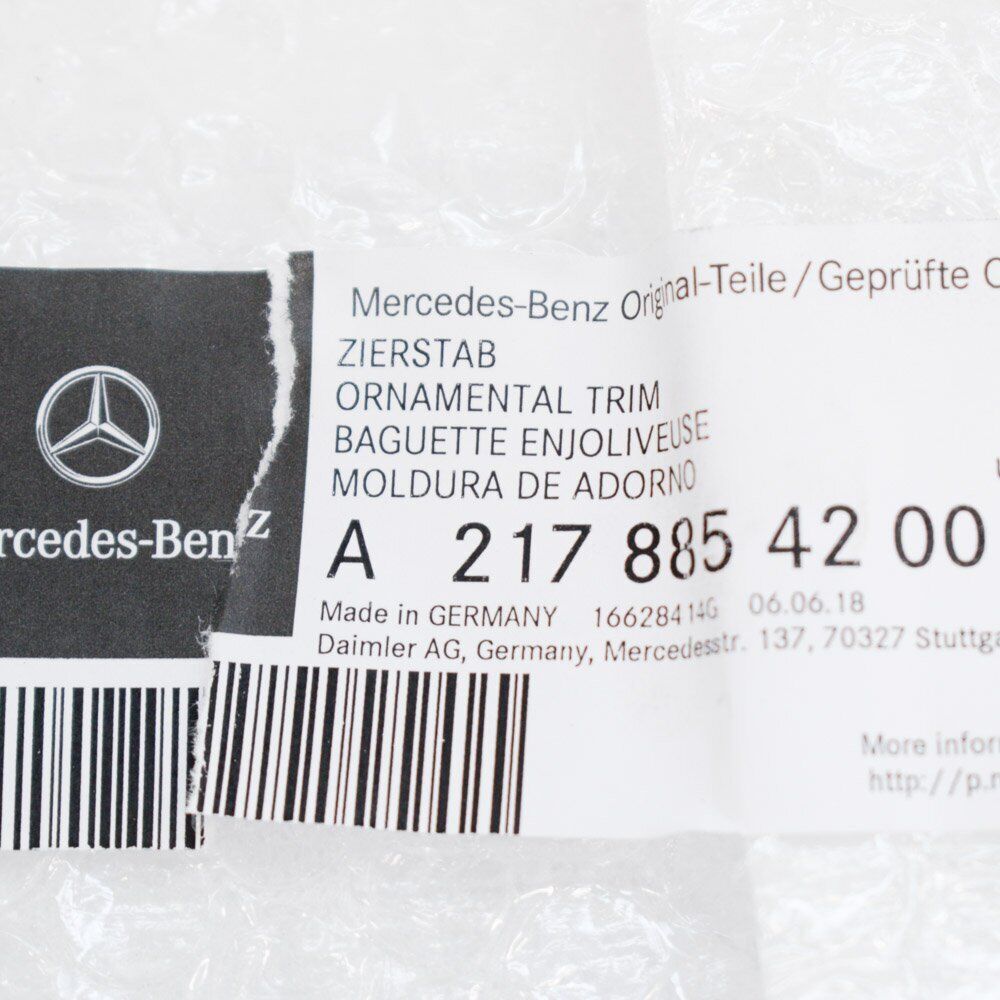 Mercedes-Benz Original-Teile / Geprüfte
ZIERSTAB
ORNAMENTAL TRIM
BAGUETTE ENJOLIVEUSE
MOLDURA DE ADORNO
rcedes-Benz
A 217 885 42 00
Made in GERMANY 16628414G 06.06.18
Daimler AG, Germany, Mercedesstr. 137, 70327 Stuttga
More infor
http://p.